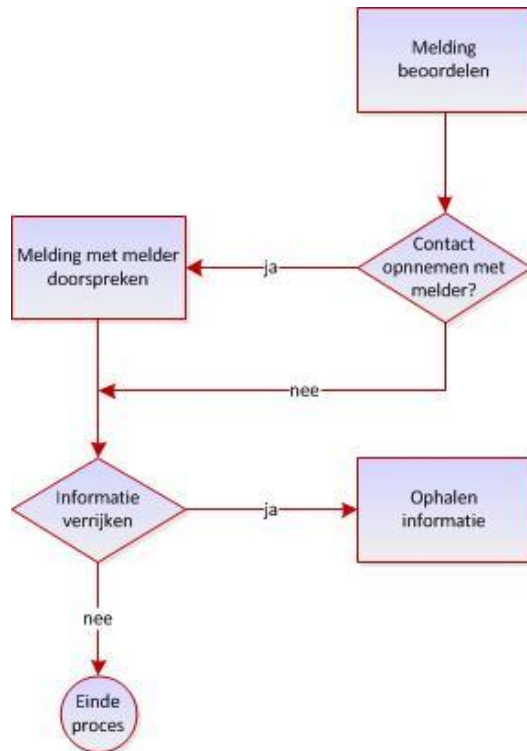 Melding
beoordelen
Contact
opnnemen met
melder?
ja
Melding met melder
doorspreken
nee
Informatie
verrijken
ja
Ophalen
informatie
nee
Einde
proces